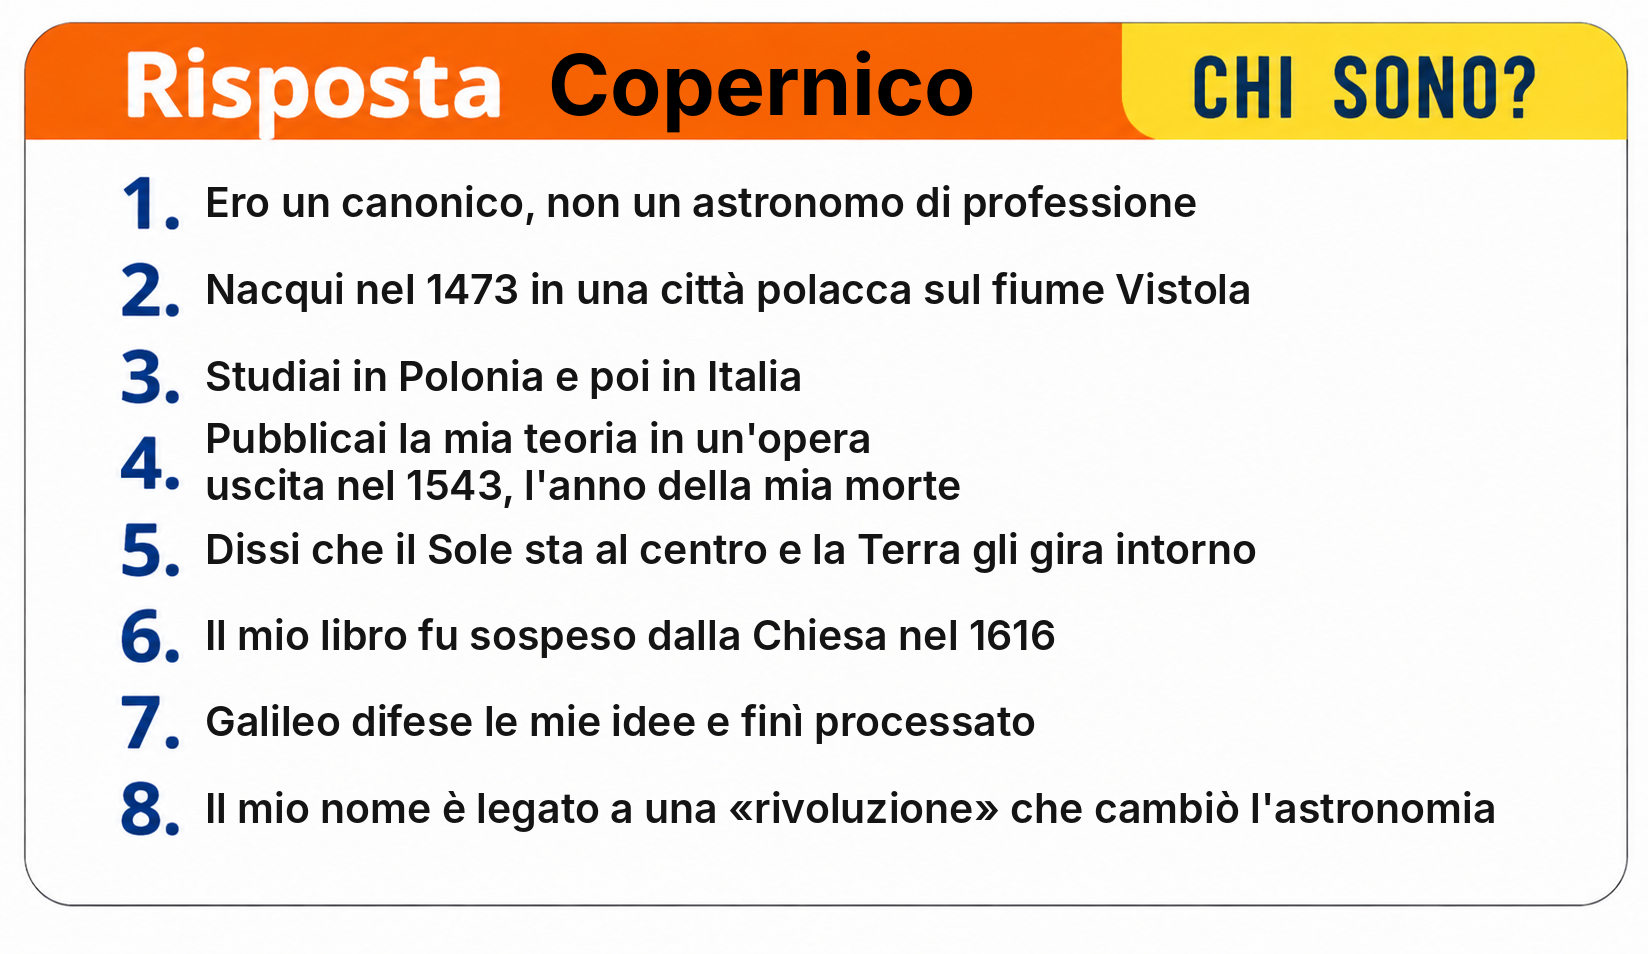 Risposta Copernico CHI SONO?
1. Ero un canonico, non un astronomo di professione
2. Nacqui nel 1473 in una città polacca sul fiume Vistola
3. Studiai in Polonia e poi in Italia
4. Pubblicai la mia teoria in un'opera
uscita nel 1543, l'anno della mia morte
5. Dissi che il Sole sta al centro e la Terra gli gira intorno
6. Il mio libro fu sospeso dalla Chiesa nel 1616
7. Galileo difese le mie idee e finì processato
8. Il mio nome è legato a una «rivoluzione» che cambiò l'astronomia